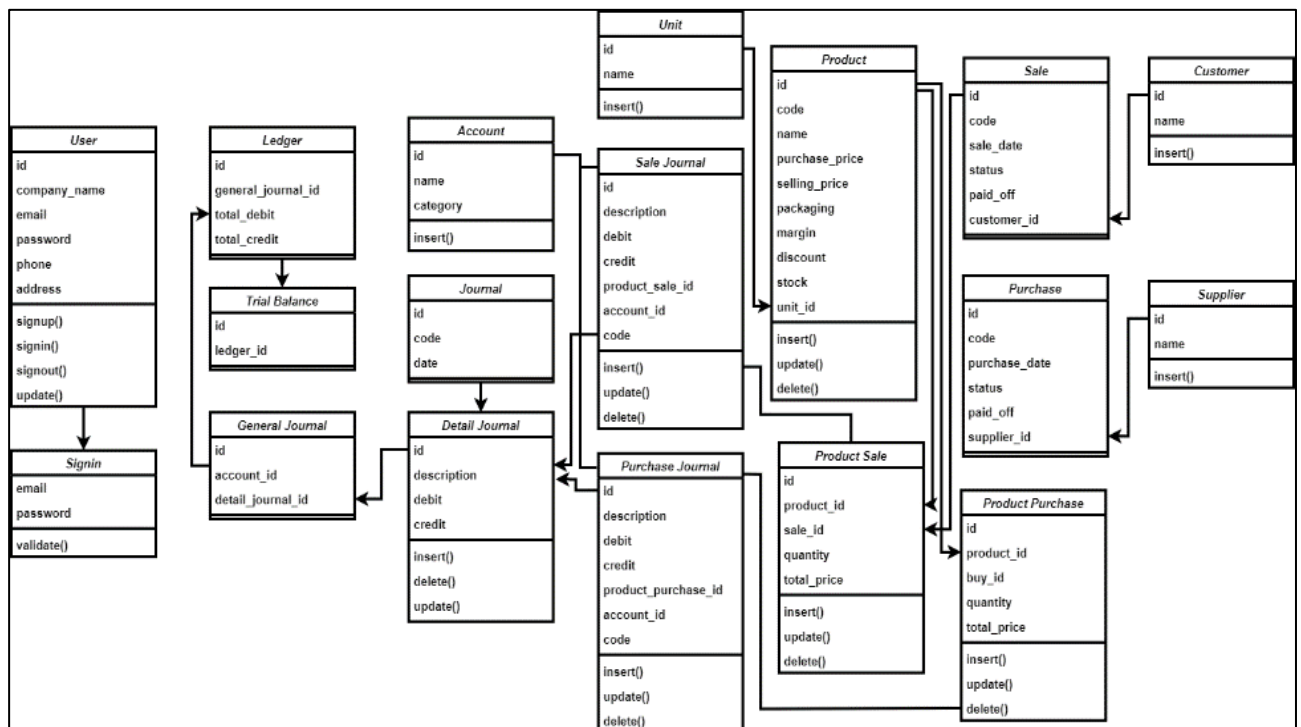 User
id
company_name
email
password
phone
address
signup()
signin()
signout()
update()
Signin
email
password
validate()
Ledger
id
general_journal_id
total_debit
total_credit
Trial Balance
id
ledger_id
General Journal
id
account_id
detail_journal_id
Account
id
name
category
insert()
Journal
id
code
date
Detail Journal
id
description
debit
credit
insert()
delete()
update()
Unit
id
name
insert()
Sale Journal
id
description
debit
credit
product_sale_id
account_id
code
insert()
update()
delete()
Purchase Journal
id
description
debit
credit
product_purchase_id
account_id
code
insert()
update()
delete()
Product
id
code
name
purchase_price
selling_price
packaging
margin
discount
stock
unit_id
insert()
update()
delete()
Product Sale
id
product_id
sale_id
quantity
total_price
insert()
update()
delete()
Sale
id
code
sale_date
status
paid_off
customer_id
Purchase
id
code
purchase_date
status
paid_off
supplier_id
Product Purchase
id
product_id
buy_id
quantity
total_price
insert()
update()
delete()
Customer
id
name
insert()
Supplier
id
name
insert()